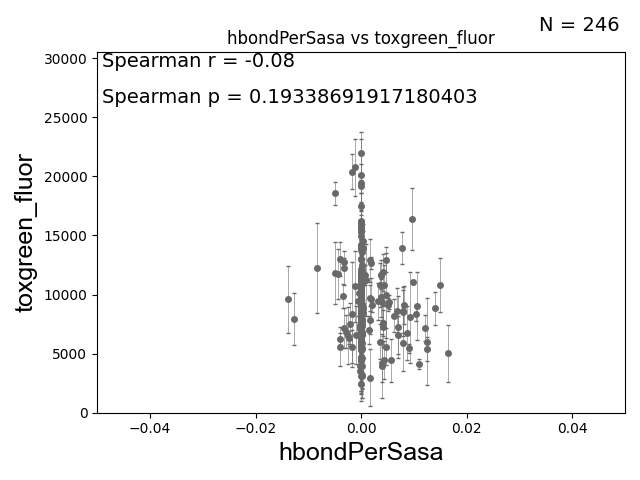 N = 246
hbondPerSasa vs toxgreen_fluor
Spearman r = -0.08
Spearman p = 0.19338691917180403
toxgreen_fluor
30000
25000
20000
15000
10000
5000
0
−0.04 −0.02 0.00 0.02 0.04
hbondPerSasa